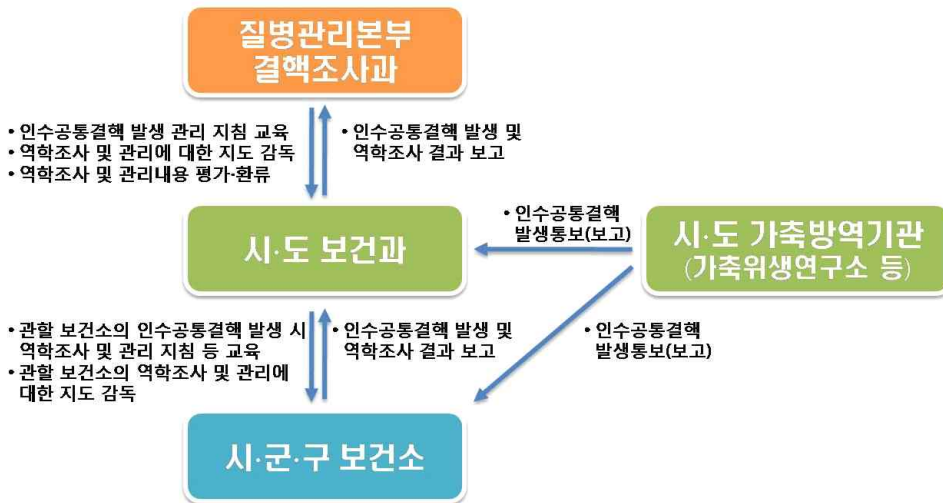 질병관리본부
결핵조사과
• 인수공통결핵 발생 관리 지침 교육
• 역학조사 및 관리에 대한 지도 감독
• 역학조사 및 관리내용 평가·환류
• 인수공통결핵 발생 및
역학조사 결과 보고
• 인수공통결핵
발생통보(보고)
시·도 보건과
시·도 가축방역기관
(가축위생연구소 등)
• 관할 보건소의 인수공통결핵 발생 시
역학조사 및 관리 지침 등 교육
• 관할 보건소의 역학조사 및 관리에
대한 지도 감독
• 인수공통결핵 발생 및
역학조사 결과 보고
• 인수공통결핵
발생통보(보고)
시·군·구 보건소